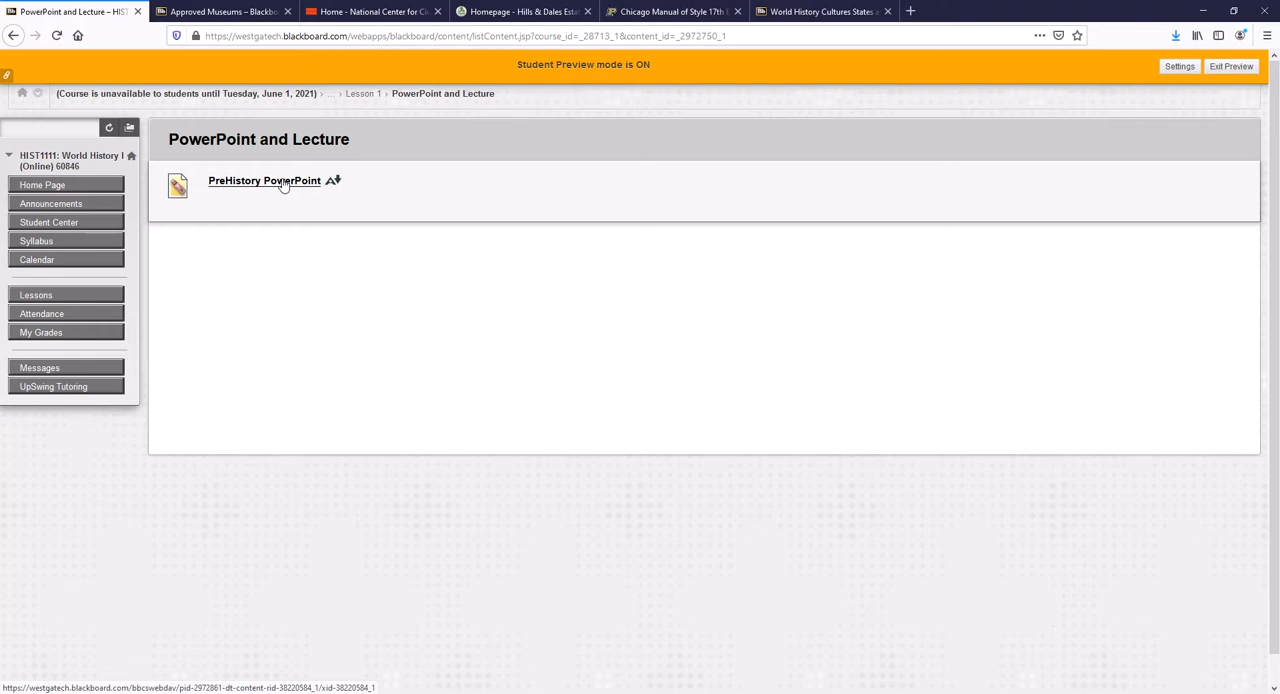 PowerPoint and Lecture – HIST
Approved Museums – Blackbo
Home - National Center for Ci
Homepage - Hills & Dales Esta
Chicago Manual of Style 17th E
World History Cultures States a
https://westgatech.blackboard.com/webapps/blackboard/content/listContent.jsp?course_id=_28713_1&content_id=_2972750_1
Student Preview mode is ON
Settings
Exit Preview
(Course is unavailable to students until Tuesday, June 1, 2021) › ... › Lesson 1 › PowerPoint and Lecture
PowerPoint and Lecture
HIST1111: World History I
(Online) 60846
PreHistory PowerPoint
Home Page
Announcements
Student Center
Syllabus
Calendar
Lessons
Attendance
My Grades
Messages
UpSwing Tutoring
https://westgatech.blackboard.com/bbcswebdav/pid-2972861-dt-content-rid-38220584_1/xid-38220584_1